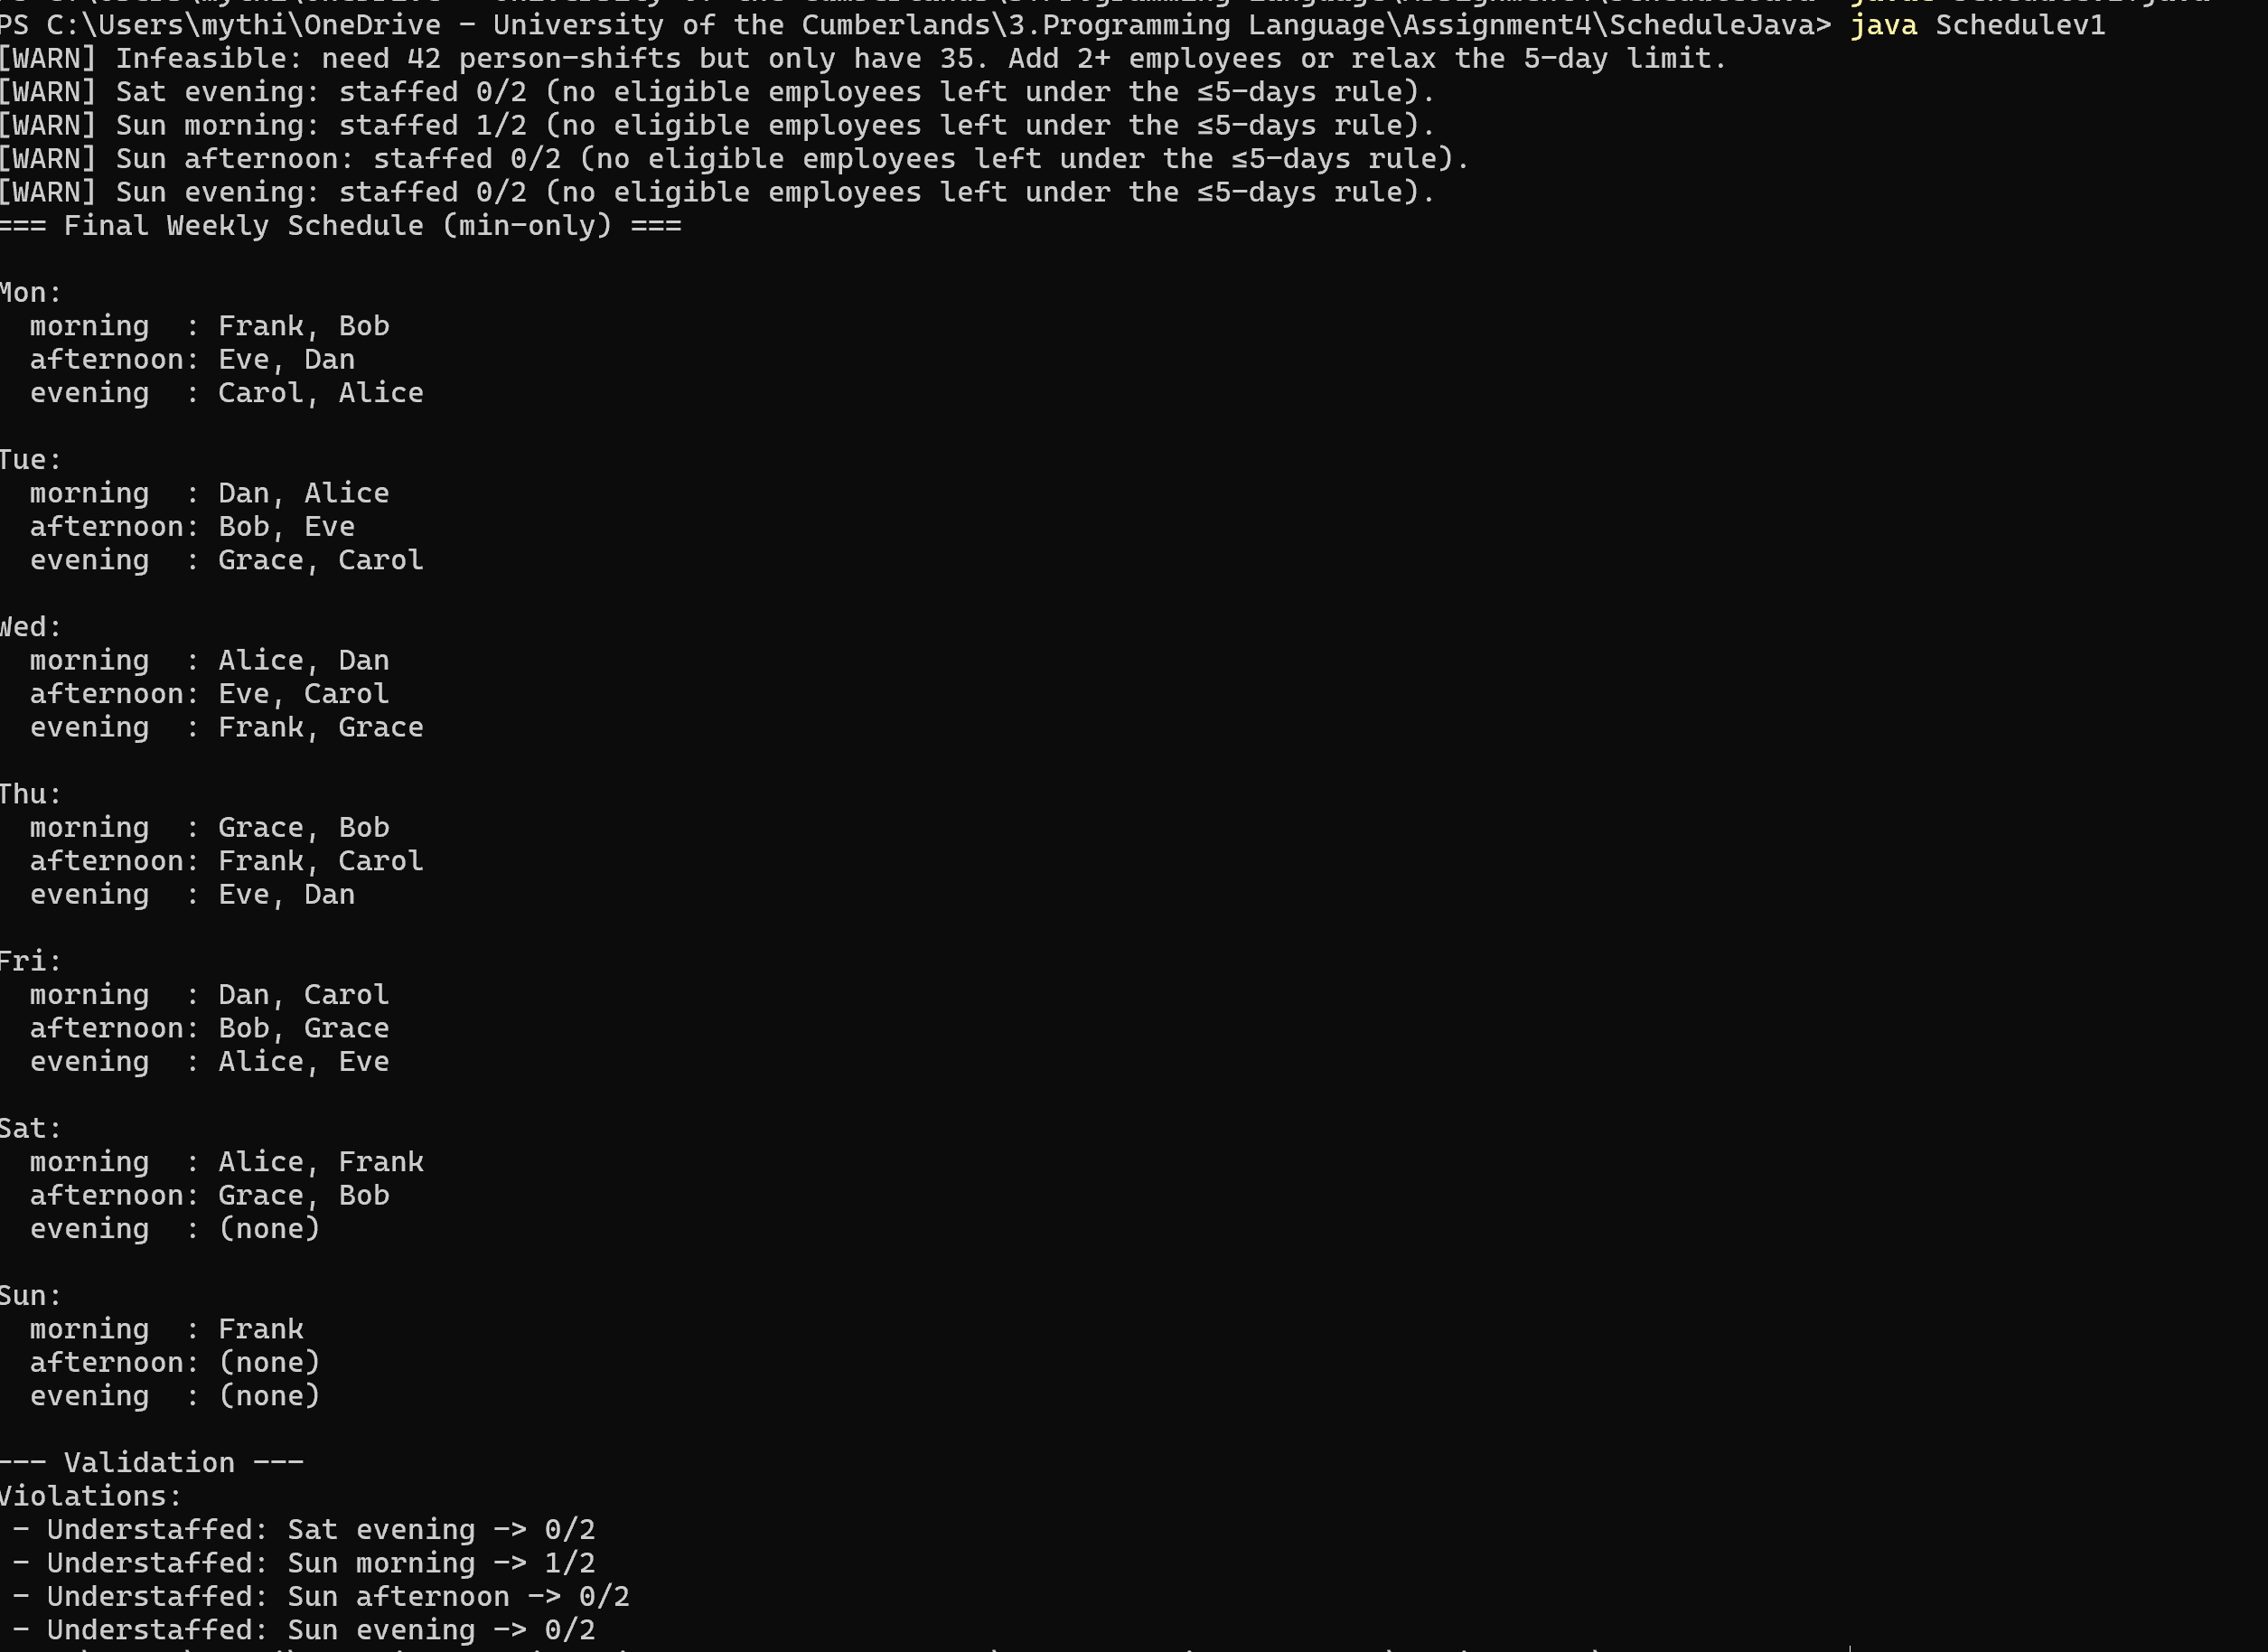 PS C:\Users\mythi\OneDrive - University of the Cumberlands\3.Programming Language\Assignment4\ScheduleJava> java Schedulev1
[WARN] Infeasible: need 42 person-shifts but only have 35. Add 2+ employees or relax the 5-day limit.
[WARN] Sat evening: staffed 0/2 (no eligible employees left under the ≤5-days rule).
[WARN] Sun morning: staffed 1/2 (no eligible employees left under the ≤5-days rule).
[WARN] Sun afternoon: staffed 0/2 (no eligible employees left under the ≤5-days rule).
[WARN] Sun evening: staffed 0/2 (no eligible employees left under the ≤5-days rule).
=== Final Weekly Schedule (min-only) ===
Mon:
morning : Frank, Bob
afternoon: Eve, Dan
evening : Carol, Alice
Tue:
morning : Dan, Alice
afternoon: Bob, Eve
evening : Grace, Carol
Wed:
morning : Alice, Dan
afternoon: Eve, Carol
evening : Frank, Grace
Thu:
morning : Grace, Bob
afternoon: Frank, Carol
evening : Eve, Dan
Fri:
morning : Dan, Carol
afternoon: Bob, Grace
evening : Alice, Eve
Sat:
morning : Alice, Frank
afternoon: Grace, Bob
evening : (none)
Sun:
morning : Frank
afternoon: (none)
evening : (none)
--- Validation ---
Violations:
- Understaffed: Sat evening -> 0/2
- Understaffed: Sun morning -> 1/2
- Understaffed: Sun afternoon -> 0/2
- Understaffed: Sun evening -> 0/2